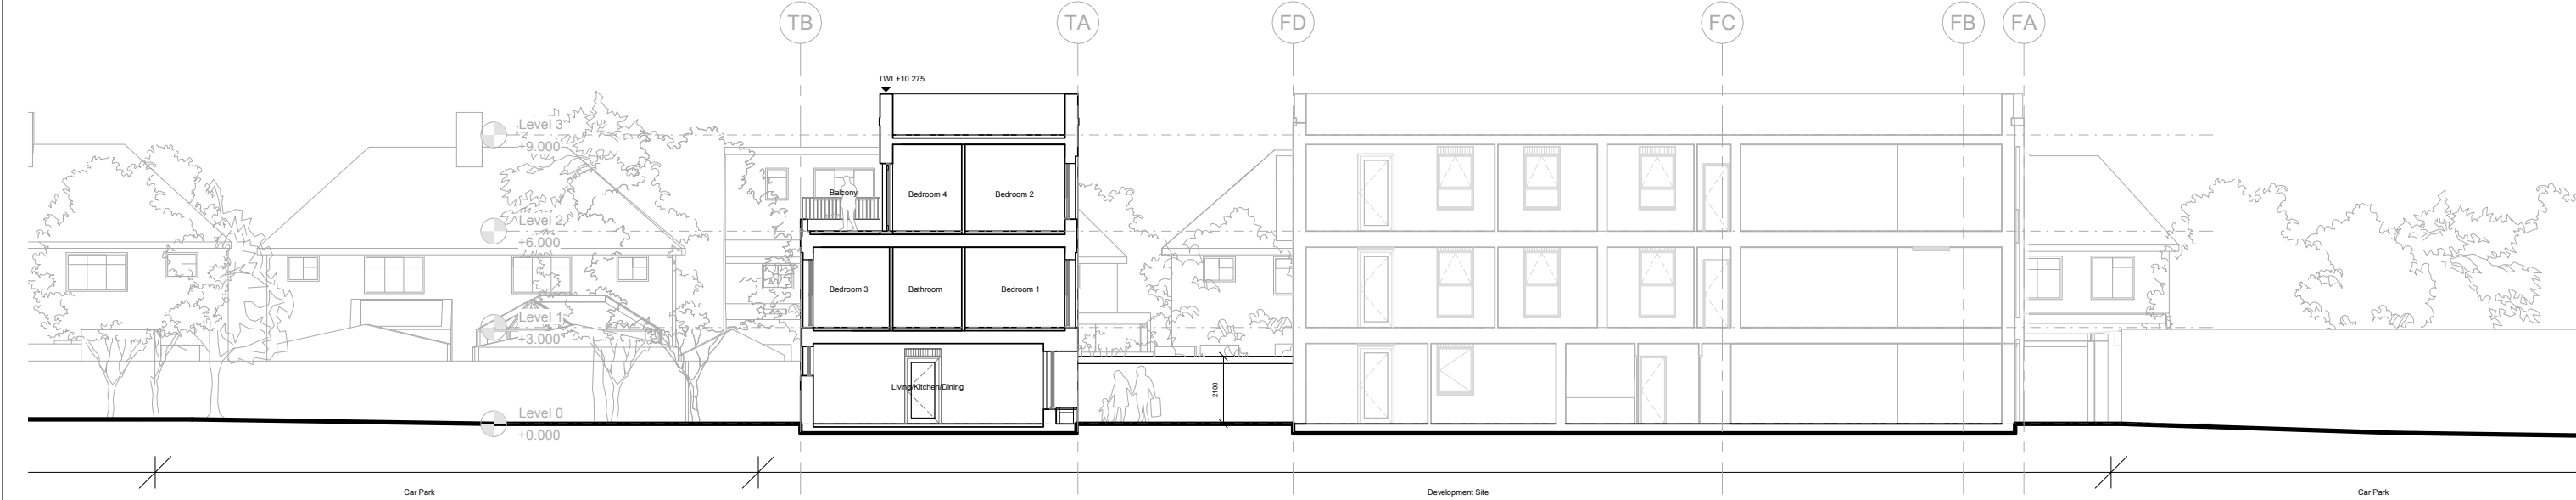 TB
TA
FD
FC
FB
FA
TWL+10.275
Level 3
+9.000
Balcony
Bedroom 4
Bedroom 2
Level 2
+6.000
Bedroom 3
Bathroom
Bedroom 1
Level 1
+3.000
Living/Kitchen/Dining
2100
Level 0
+0.000
Car Park
Development Site
Car Park